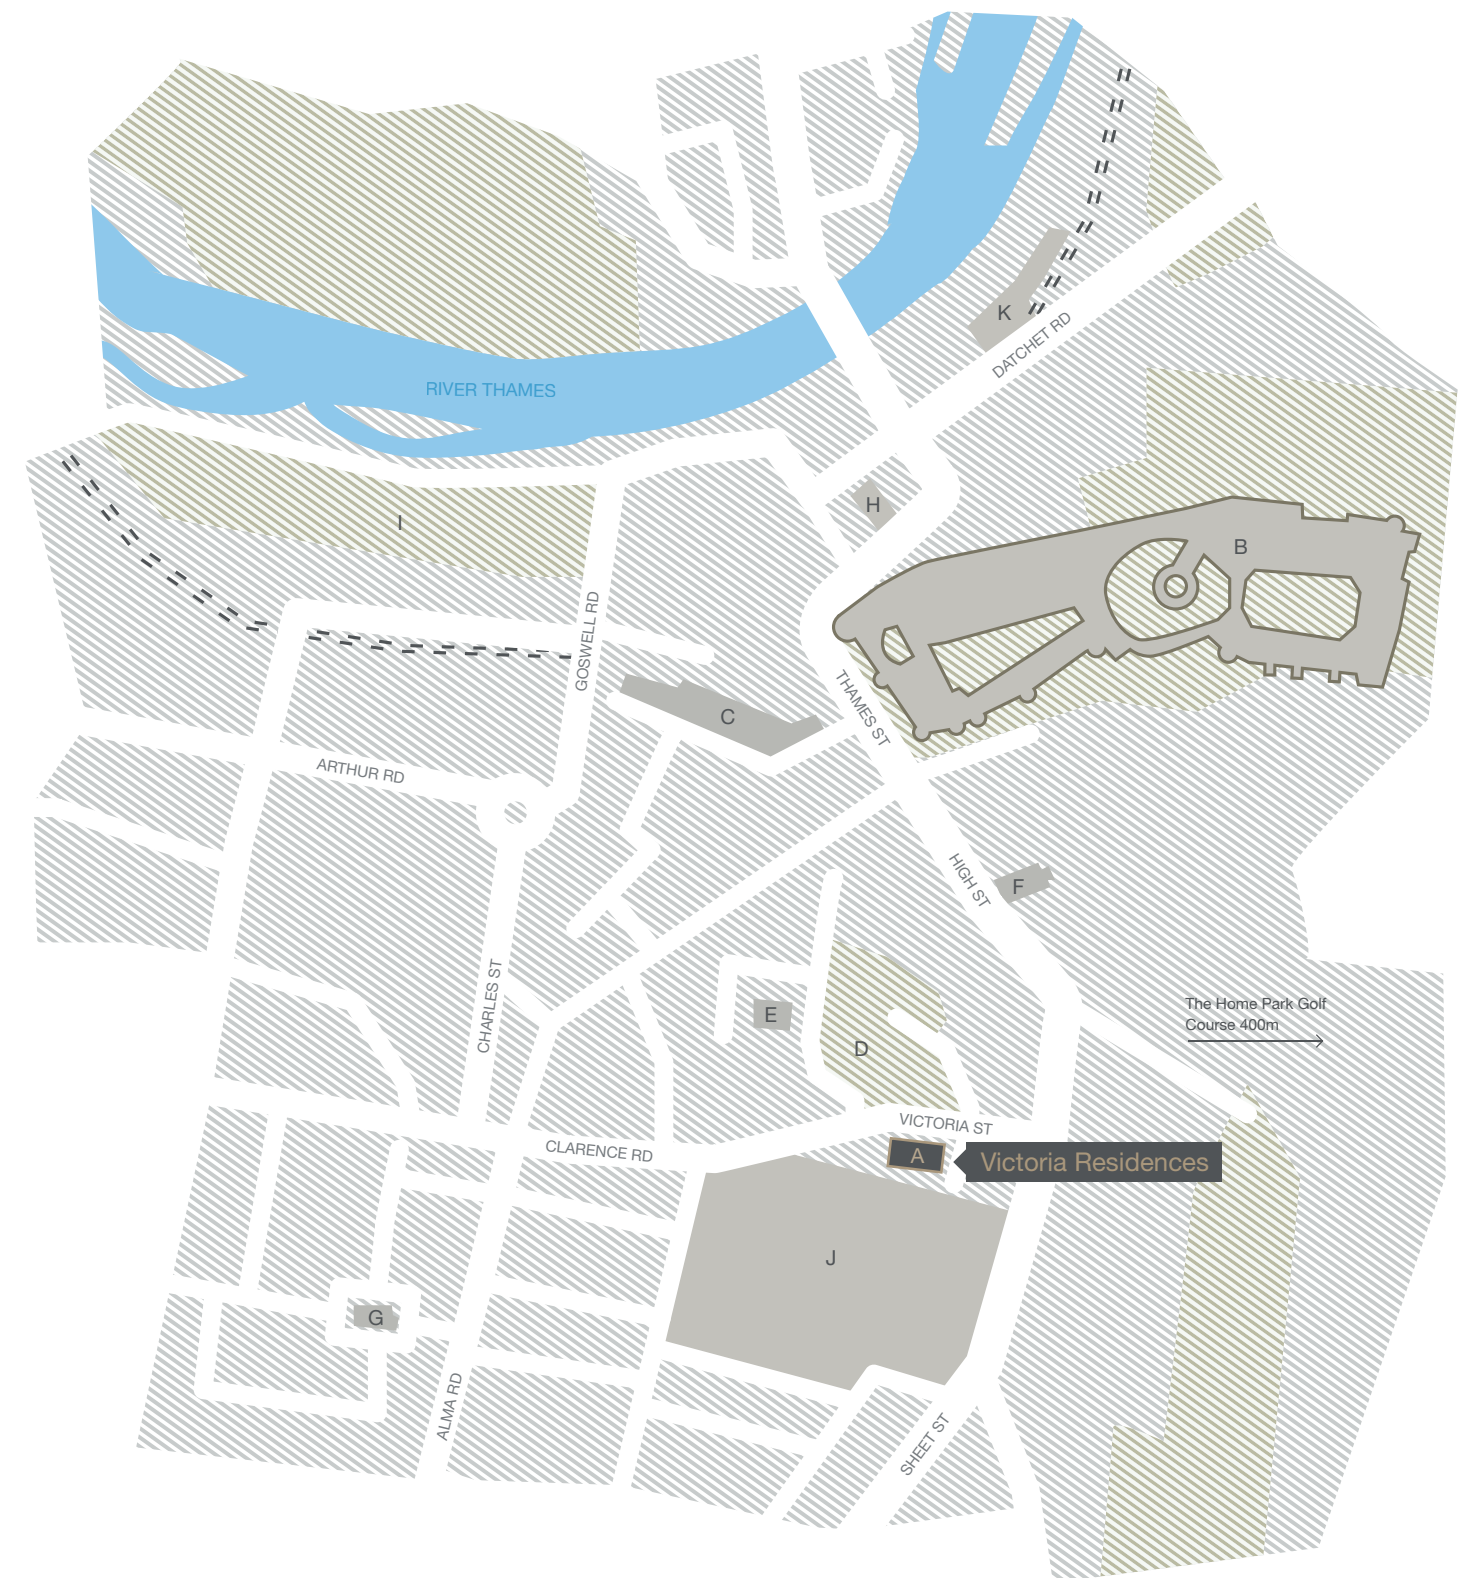 K
DATCHET RD
RIVER THAMES
H
I
B
GOSWELL RD
THAMES ST
C
ARTHUR RD
HIGH ST
F
CHARLES ST
The Home Park Golf
Course 400m
E
D
VICTORIA ST
CLARENCE RD
A
Victoria Residences
J
G
ALMA RD
SHEET ST